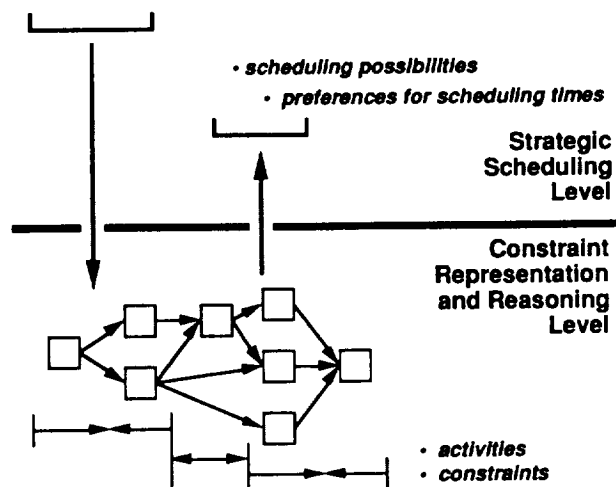 • scheduling possibilities
• preferences for scheduling times
Strategic
Scheduling
Level
Constraint
Representation
and Reasoning
Level
• activities
• constraints